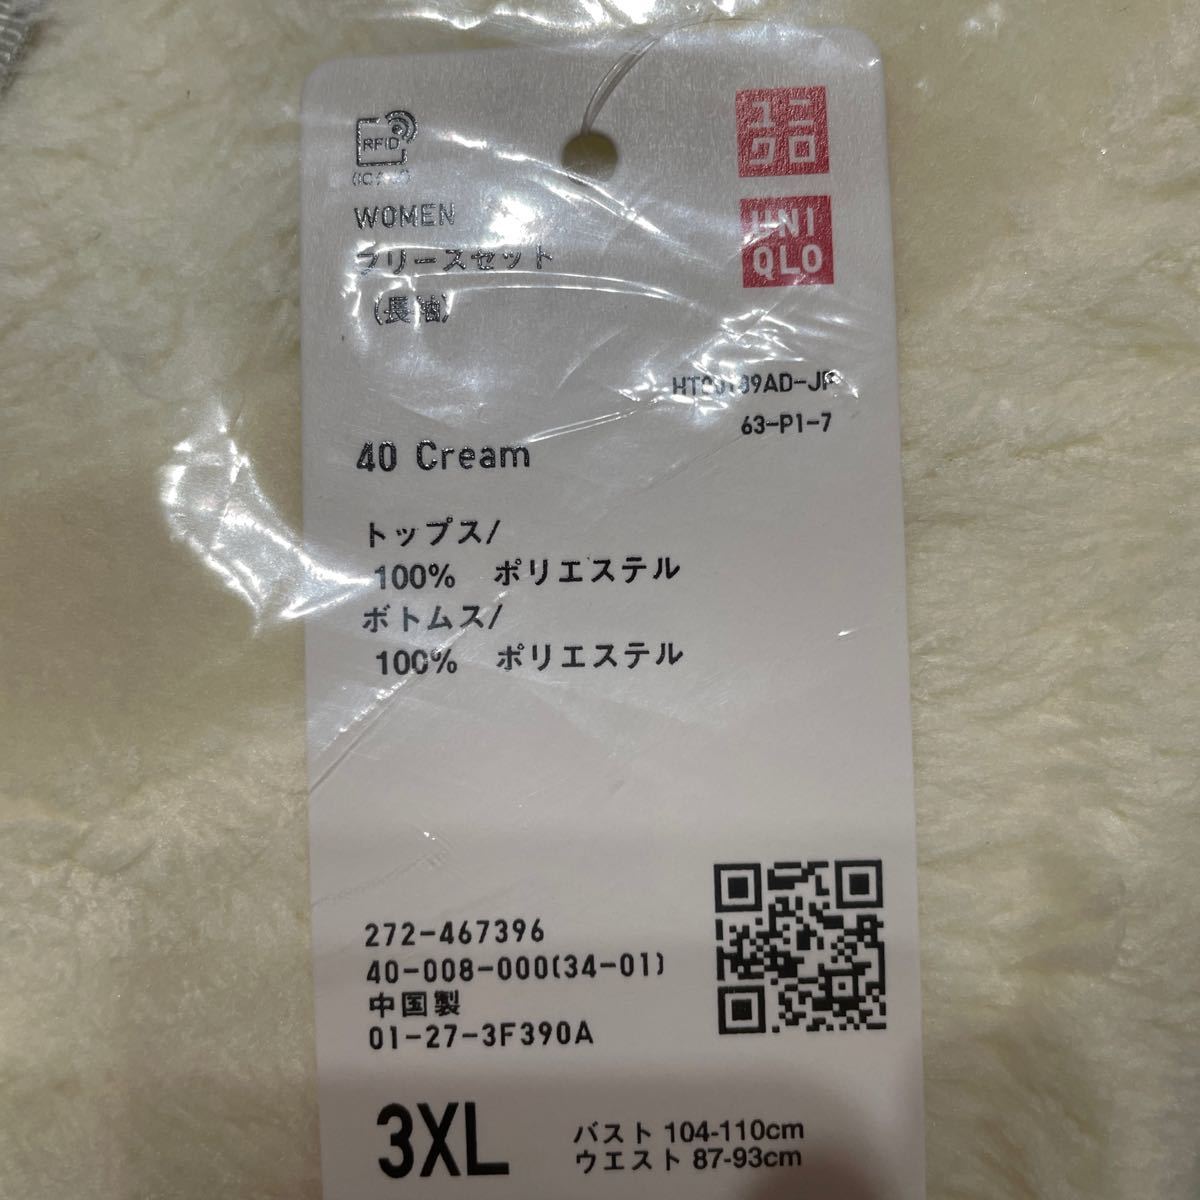 RFID
WOMEN
フリースセット
(長袖)
ユニ
クロ
UNI
QLO
63-P1-7
40 Cream
トップス/
100% ポリエステル
ボトムス/
100% ポリエステル
272-467396
40-008-000(34-01)
中国製
01-27-3F390A
3XL
バスト 104-110cm
ウエスト 87-93cm